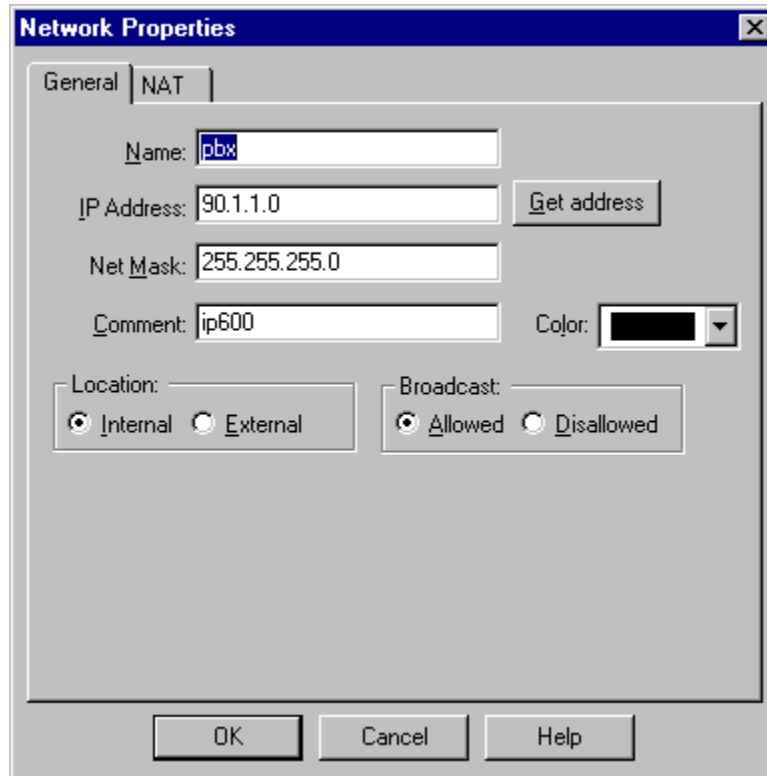 Network Properties
General NAT
Name: pbx
IP Address: 90.1.1.0 Get address
Net Mask: 255.255.255.0
Comment: ip600 Color:
Location: Broadcast:
Internal External Allowed Disallowed
OK Cancel Help